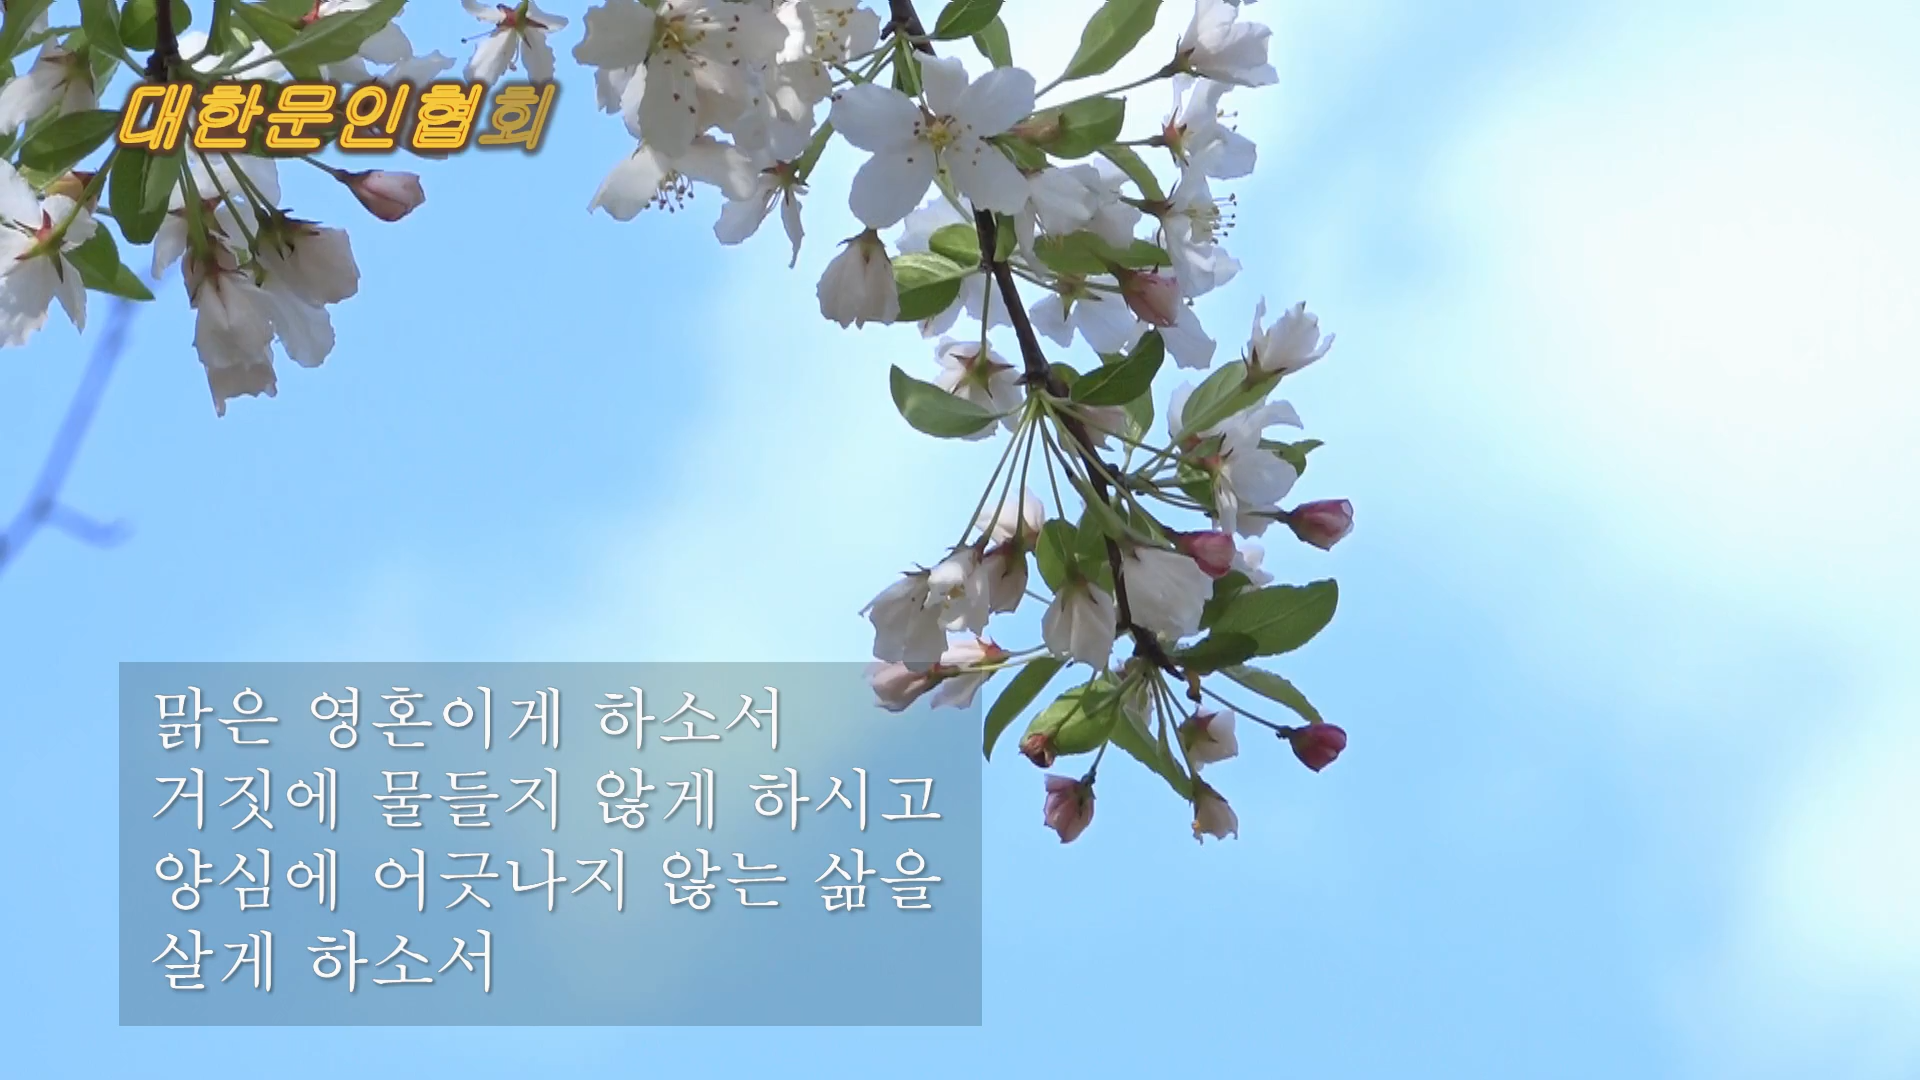 대한문인협회
맑은 영혼이게 하소서
거짓에 물들지 않게 하시고
양심에 어긋나지 않는 삶을
살게 하소서